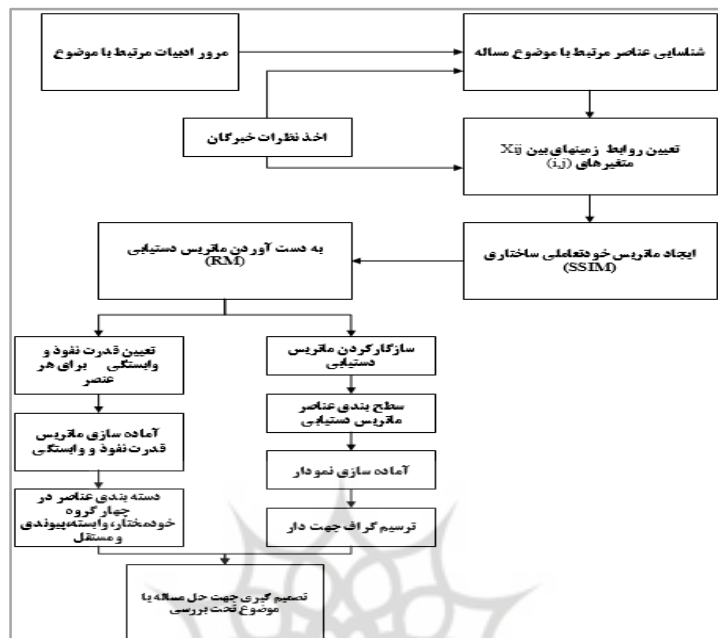 مرور ادبیات مرتبط با موضوع
شناسایی عناصر مرتبط با موضوع مساله
اخذ نظرات خبرگان
تعیین روابط زمینهای بین Xij
متغیرهای (i,j)
ایجاد ماتریس خودتعاملی ساختاری
(SSIM)
به دست آوردن ماتریس دستیابی
(RM)
سازگارکردن ماتریس
دستیابی
سطح بندی عناصر
ماتریس دستیابی
آماده سازی نمودار
ترسیم گراف جهت دار
تعیین قدرت نفوذ و
وابستگی برای هر
عنصر
آماده سازی ماتریس
قدرت نفوذ و وابستگی
دسته بندی عناصر در
چهار گروه
خودمختار، وابسته،پیوندی
و مستقل
تصمیم گیری جهت حل مساله یا
موضوع تحت بررسی